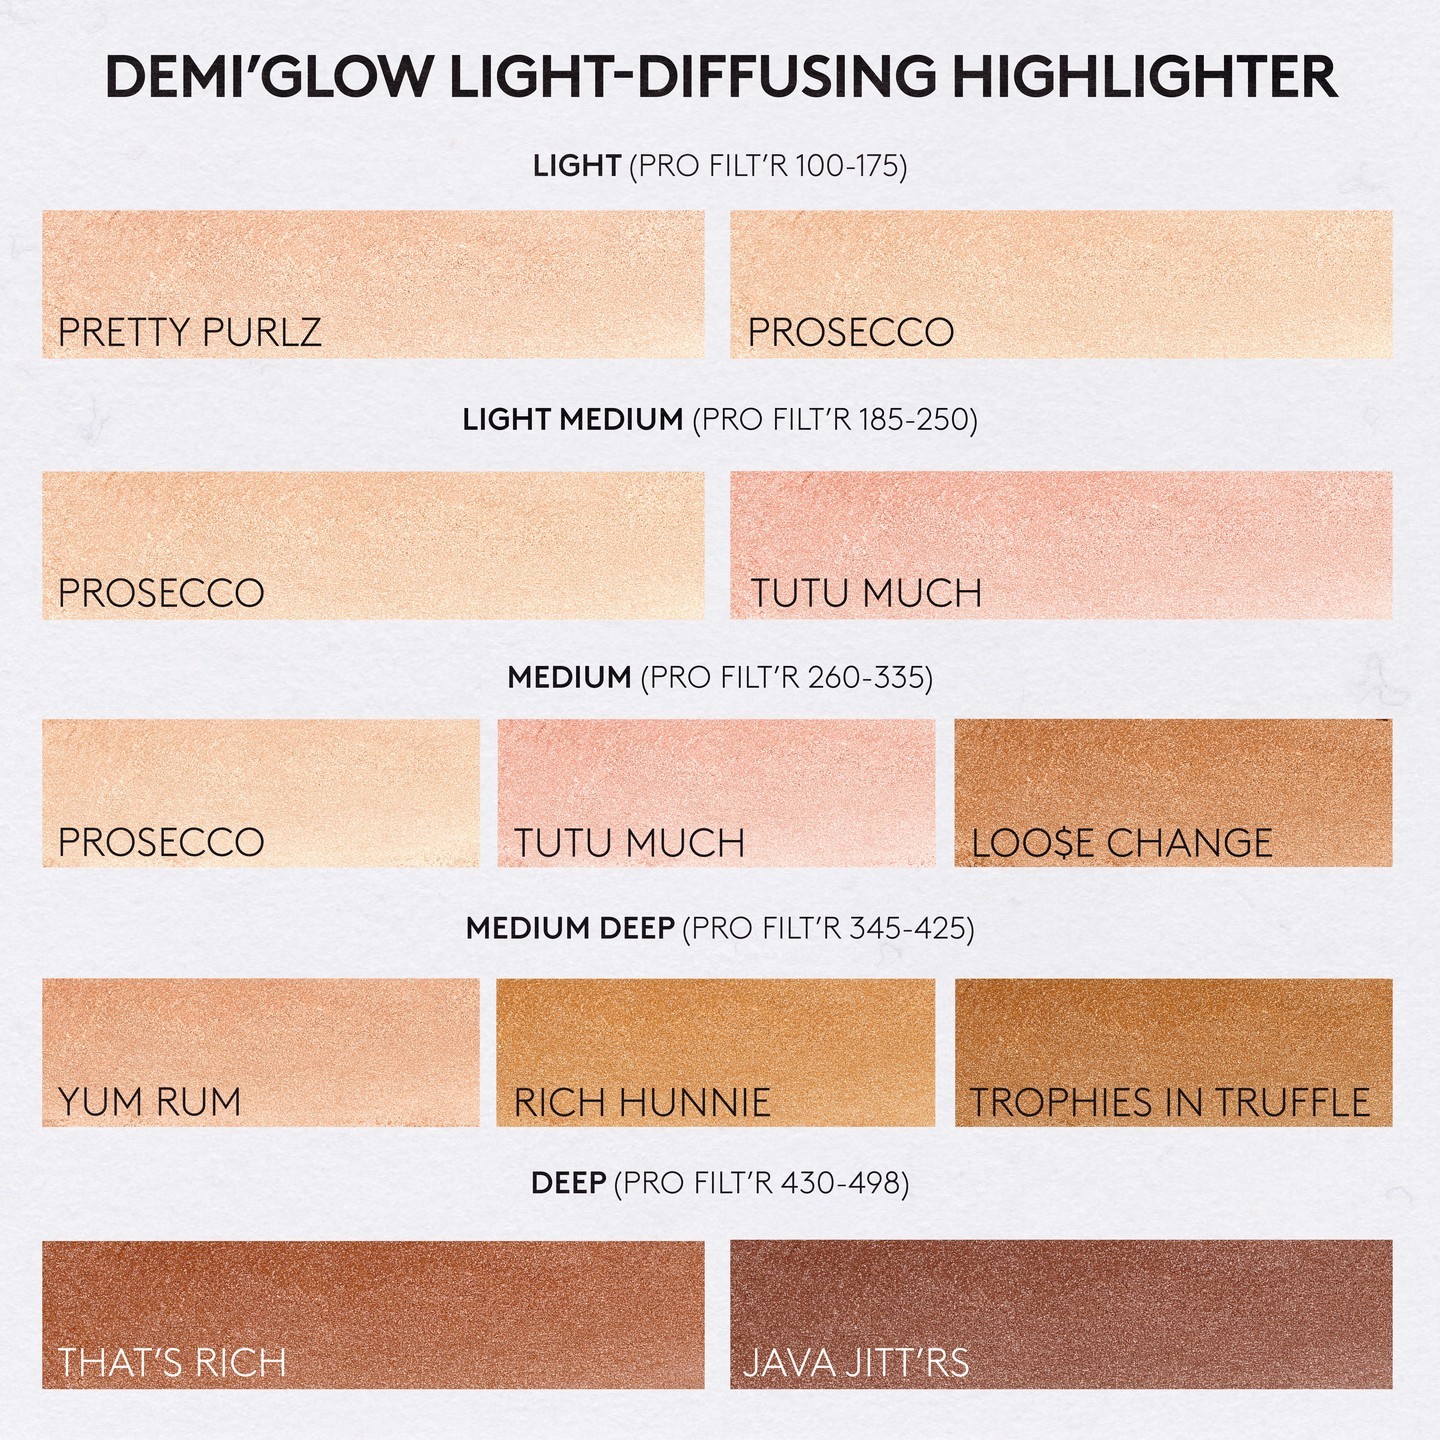 DEMI'GLOW LIGHT-DIFFUSING HIGHLIGHTER
LIGHT (PRO FILT'R 100-175)
PRETTY PURLZ
PROSECCO
LIGHT MEDIUM (PRO FILT'R 185-250)
PROSECCO
TUTU MUCH
MEDIUM (PRO FILT'R 260-335)
PROSECCO
TUTU MUCH
LOO$E CHANGE
MEDIUM DEEP (PRO FILT'R 345-425)
YUM RUM
RICH HUNNIE
TROPHIES IN TRUFFLE
DEEP (PRO FILT'R 430-498)
THAT'S RICH
JAVA JITT'RS